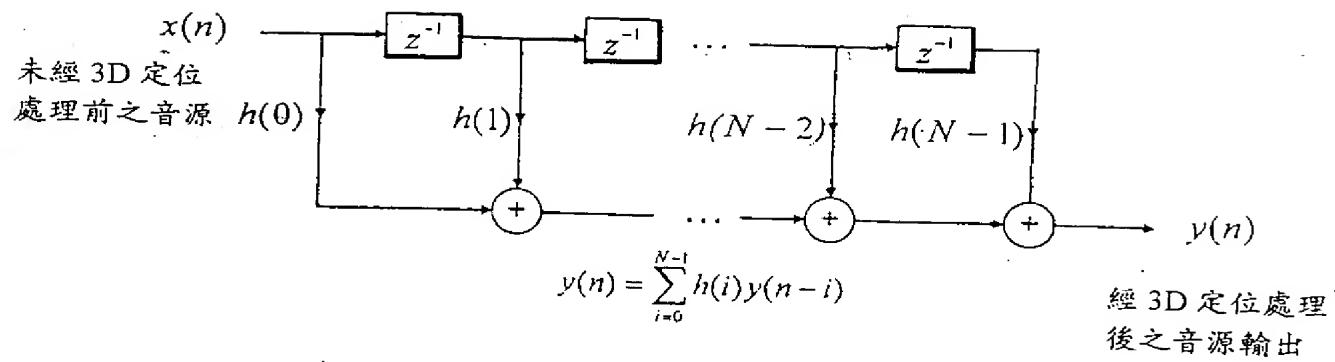 x(n)
z⁻¹
z⁻¹
...
z⁻¹
未經 3D 定位
處理前之音源
h(0)
h(1)
h(N − 2)
h(N − 1)
+
...
+
+
y(n)
y(n) = \sum_{i=0}^{N-1} h(i)y(n−i)
經 3D 定位處理
後之音源輸出